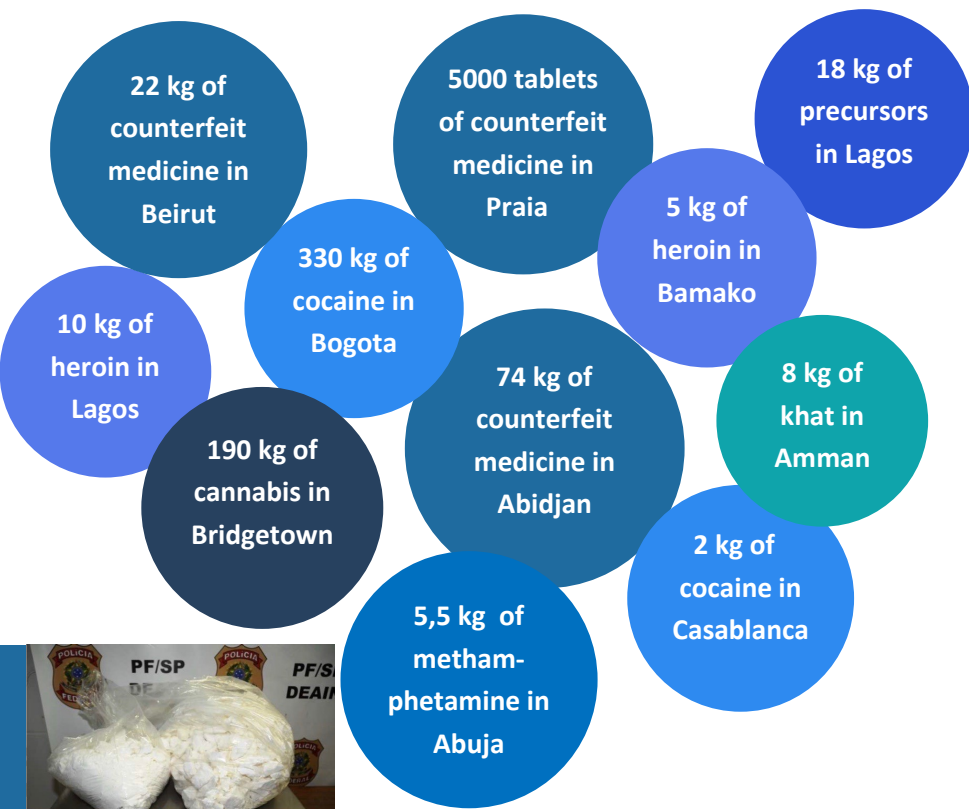 22 kg of
counterfeit
medicine in
Beirut
5000 tablets
of counterfeit
medicine in
Praia
18 kg of
precursors
in Lagos
330 kg of
cocaine in
Bogota
5 kg of
heroin in
Bamako
10 kg of
heroin in
Lagos
74 kg of
counterfeit
medicine in
Abidjan
8 kg of
khat in
Amman
190 kg of
cannabis in
Bridgetown
2 kg of
cocaine in
Casablanca
5,5 kg of
metham-
phetamine in
Abuja
POLICIA
FEDERAL
PF/SP
POLICIA
DEAIN